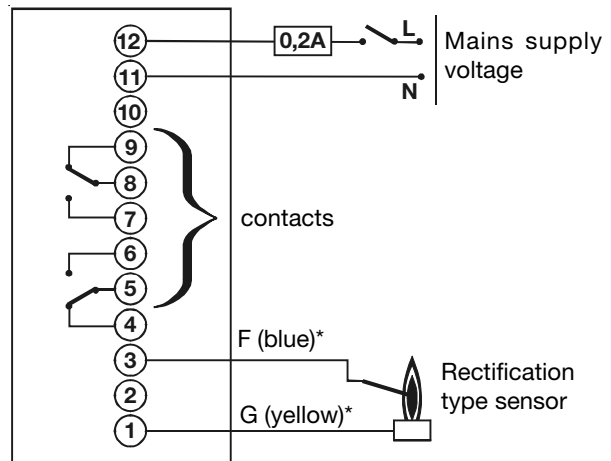 12
0,2A
L
Mains supply
voltage
11
N
10
9
8
7
contacts
6
5
4
F (blue)*
3
Rectification
type sensor
2
G (yellow)*
1